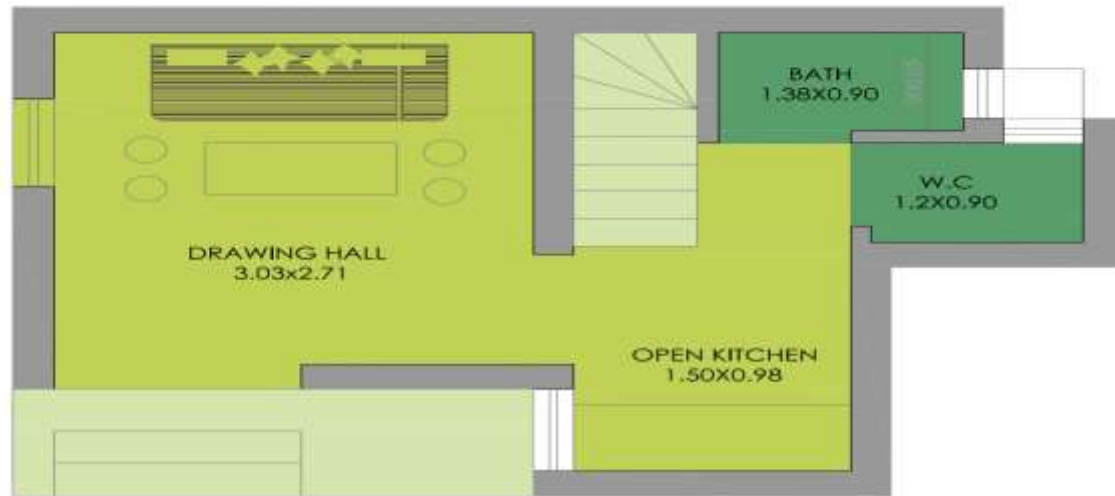 BATH
1.38X0.90
W.C
1.2X0.90
DRAWING HALL
3.03x2.71
OPEN KITCHEN
1.50X0.98